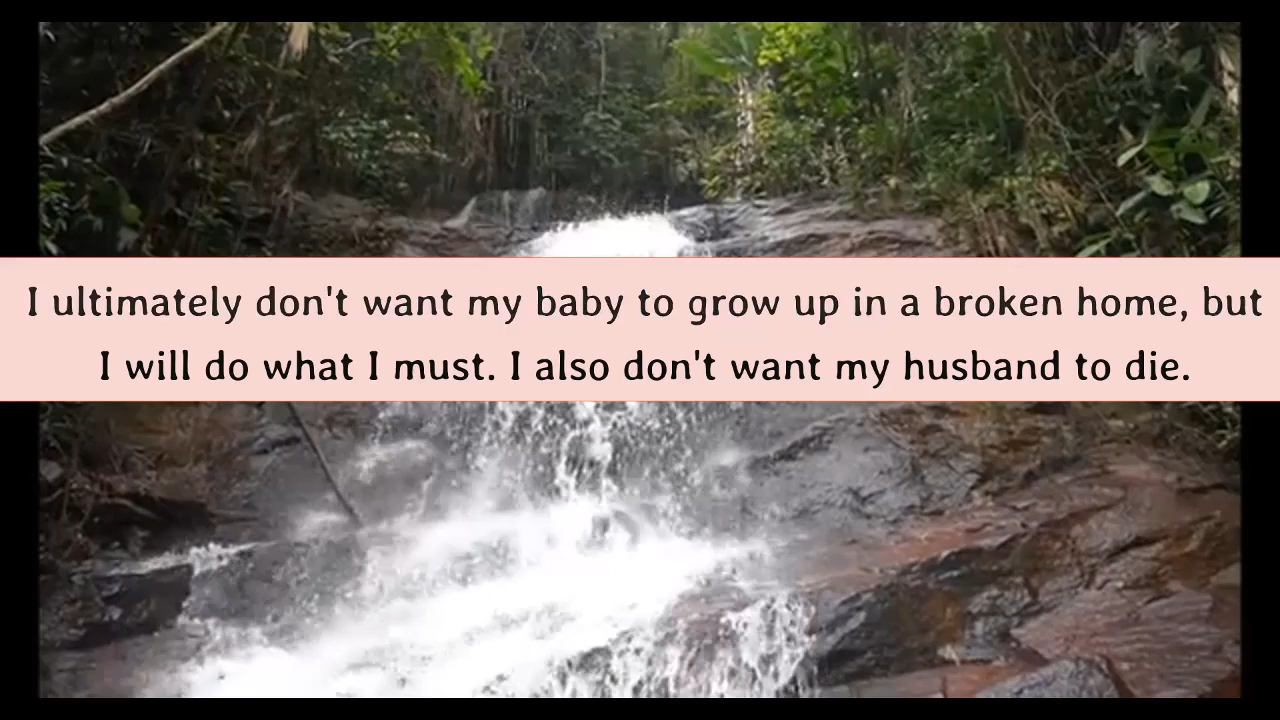 I ultimately don't want my baby to grow up in a broken home, but
I will do what I must. I also don't want my husband to die.